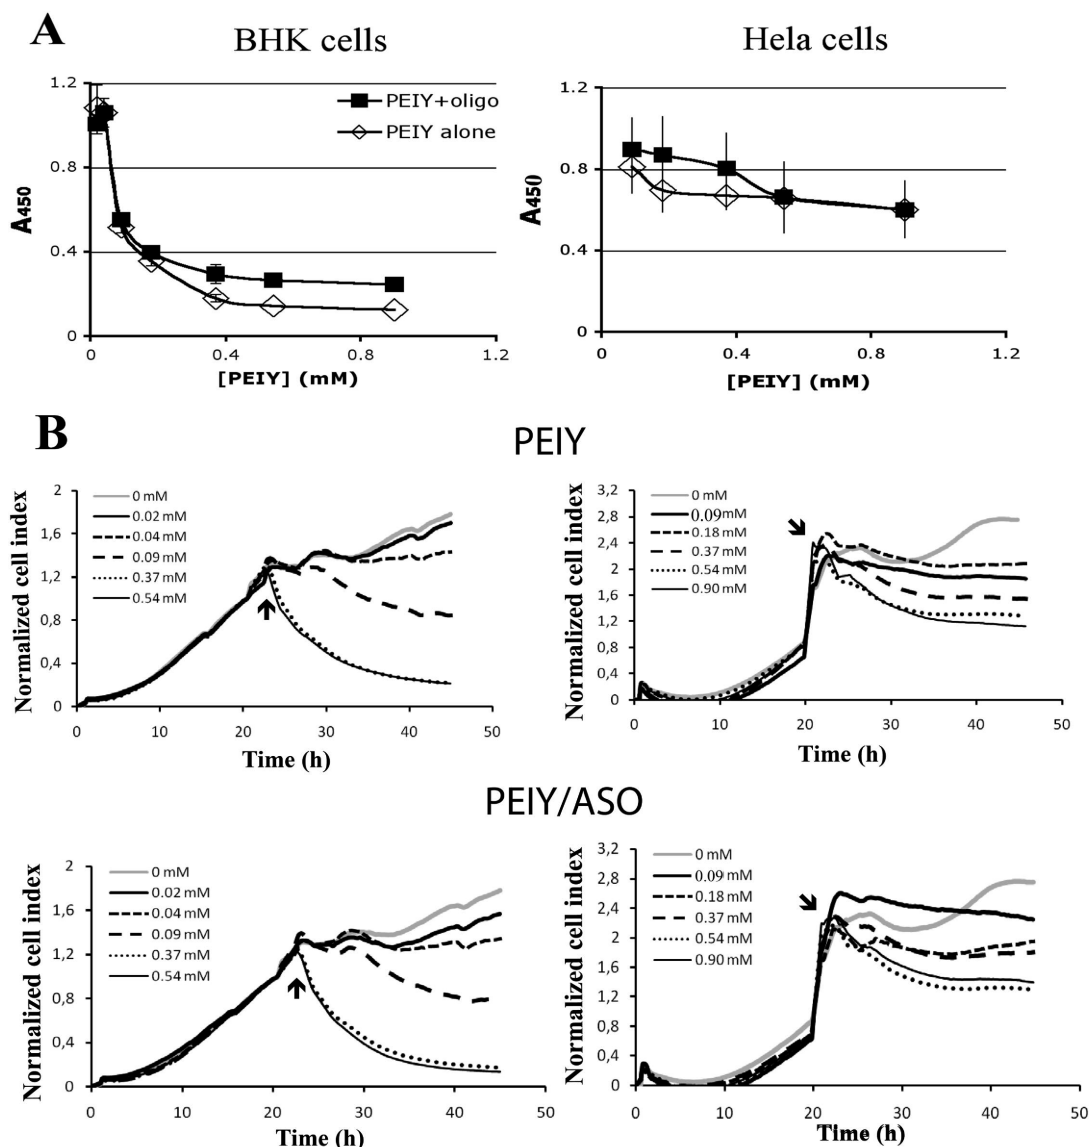 A
BHK cells
Hela cells
1.2
0.8
0.4
0
A450
PEIY+oligo
PEIY alone
0 0.4 0.8 1.2
[PEIY] (mM)
1.2
0.8
0.4
0
A450
0 0.4 0.8 1.2
[PEIY] (mM)
B
PEIY
Normalized cell index
2
1,6
1,2
0,8
0,4
0
0 mM
0.02 mM
0.04 mM
0.09 mM
0.37 mM
0.54 mM
0 10 20 30 40 50
Time (h)
Normalized cell index
3,2
2,8
2,4
2
1,6
1,2
0,8
0,4
0
0 mM
0.09mM
0.18 mM
0.37 mM
0.54 mM
0.90 mM
0 10 20 30 40 50
Time (h)
PEIY/ASO
Normalized cell index
2
1,6
1,2
0,8
0,4
0
0 mM
0.02 mM
0.04 mM
0.09 mM
0.37 mM
0.54 mM
0 10 20 30 40 50
Time (h)
Normalized cell index
3,2
2,8
2,4
2
1,6
1,2
0,8
0,4
0
0 mM
0.09 mM
0.18 mM
0.37 mM
0.54 mM
0.90 mM
0 10 20 30 40 50
Time (h)